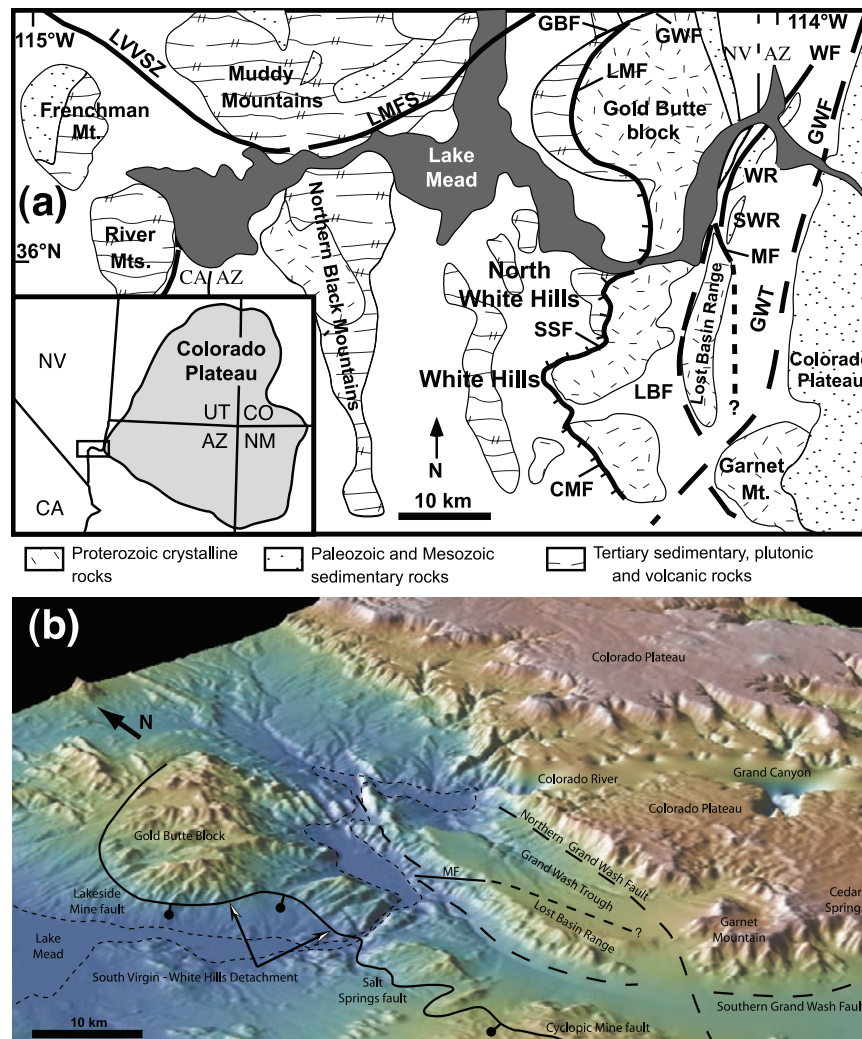 115°W
LVVSZ
Muddy
Mountains
LMFS
Frenchman
Mt.
GBF
GWF
LMF
Gold Butte
block
NV
AZ
114°W
WF
GWF
Lake
Mead
(a)
River
Mts.
36°N
CA
AZ
Northern Black Mountains
North
White Hills
SSF
White Hills
LBF
CMF
WR
SWR
MF
GWT
Lost Basin Range
?
Colorado
Plateau
Garnet
Mt.
N
10 km
NV
Colorado
Plateau
UT
CO
AZ
NM
CA
Proterozoic crystalline
rocks
Paleozoic and Mesozoic
sedimentary rocks
Tertiary sedimentary, plutonic
and volcanic rocks
(b)
N
Colorado Plateau
Colorado River
Grand Canyon
Colorado Plateau
Gold Butte Block
Northern Grand Wash Fault
Grand Wash Trough
MF
Lost Basin Range
?
Lakeside
Mine fault
Cedar
Springs
Garnet
Mountain
Lake
Mead
South Virgin - White Hills Detachment
Salt
Springs fault
Southern Grand Wash Fault
10 km
Cyclopic Mine fault